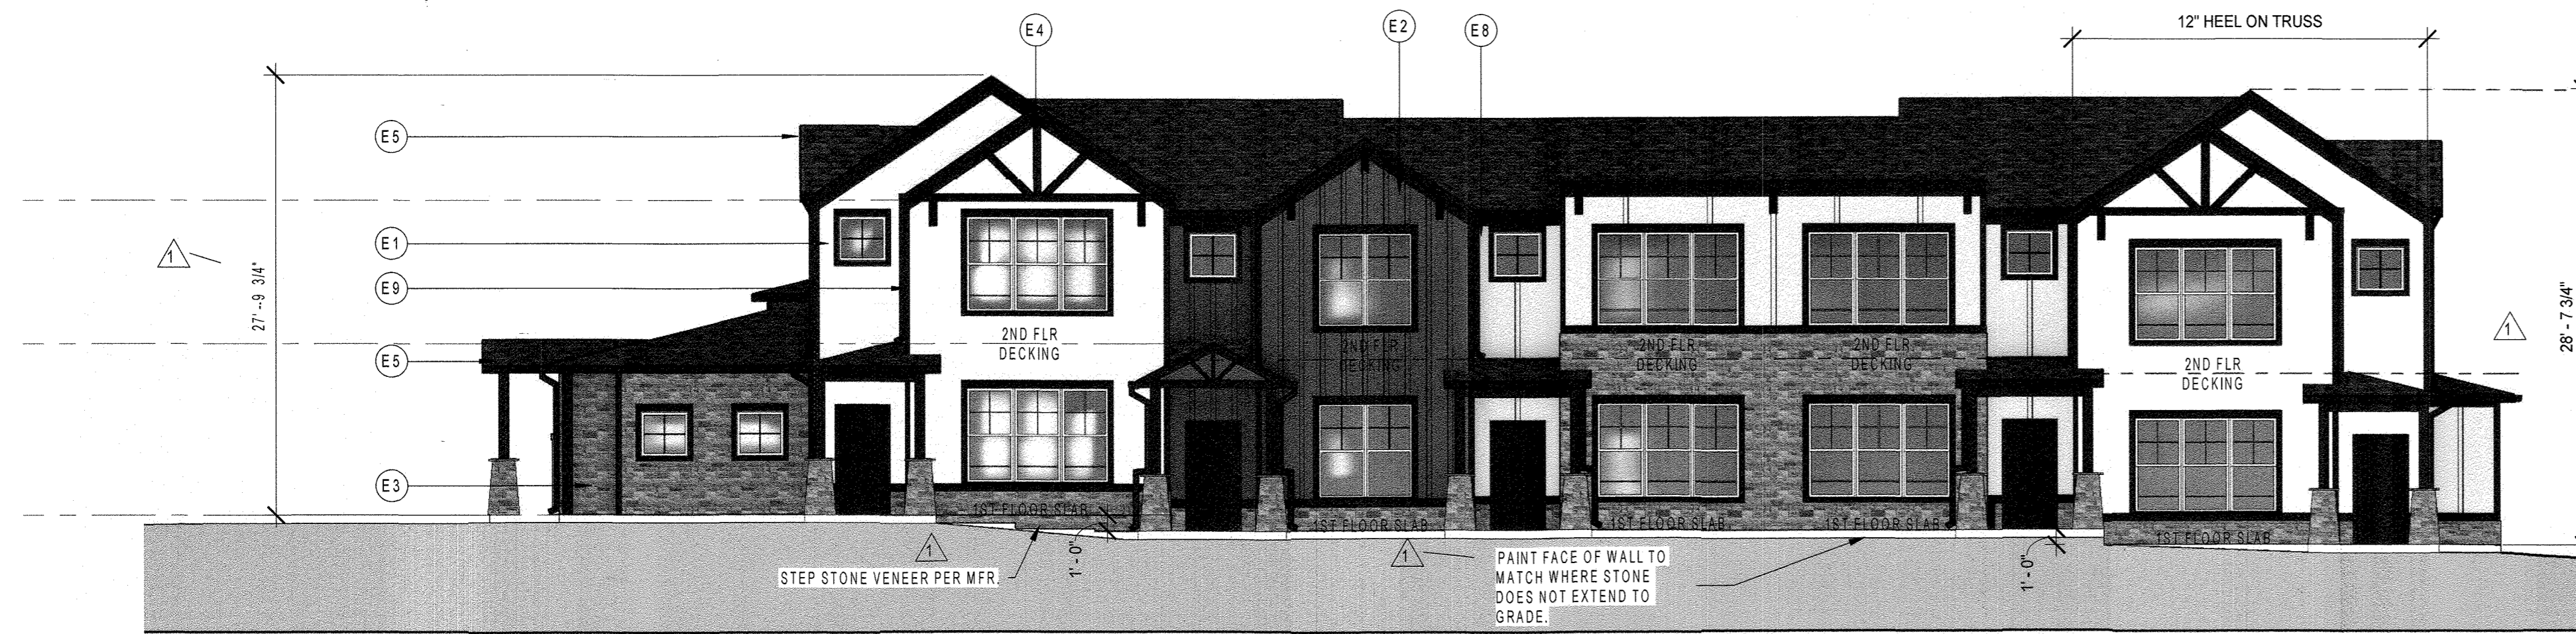 E4
E2
E8
12" HEEL ON TRUSS
E5
E1
1
27' - 9 3/4"
E9
E5
E3
2ND FLR
DECKING
2ND FLR
DECKING
2ND FLR
DECKING
2ND FLR
DECKING
2ND FLR
DECKING
1
28' - 7 3/4"
1ST FLOOR SLAB
1ST FLOOR SLAB
1ST FLOOR SLAB
1ST FLOOR SLAB
1ST FLOOR SLAB
1
1' - 0"
1
1' - 0"
STEP STONE VENEER PER MFR.
PAINT FACE OF WALL TO
MATCH WHERE STONE
DOES NOT EXTEND TO
GRADE.